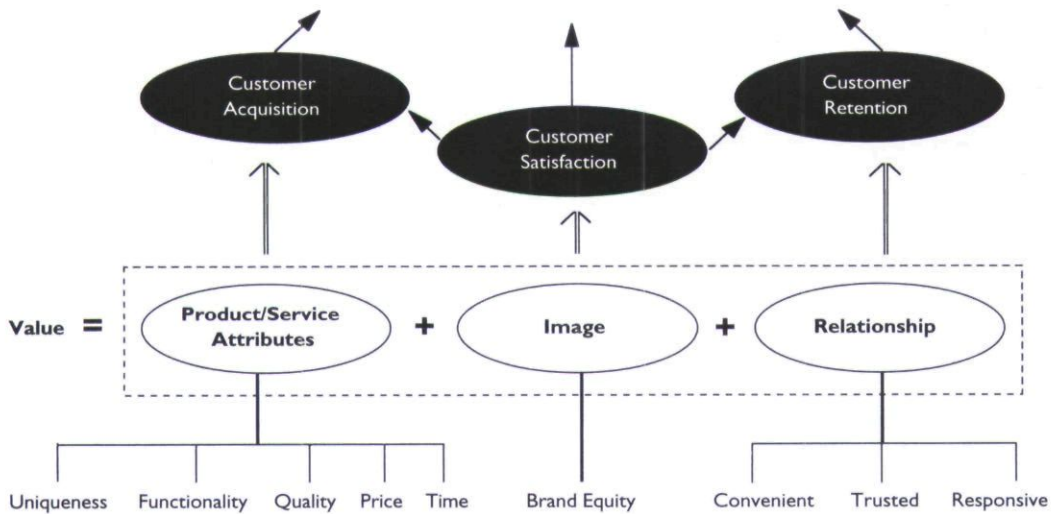 Customer
Acquisition
Customer
Satisfaction
Customer
Retention
Value =
Product/Service
Attributes
+
Image
+
Relationship
Uniqueness
Functionality
Quality
Price
Time
Brand Equity
Convenient
Trusted
Responsive